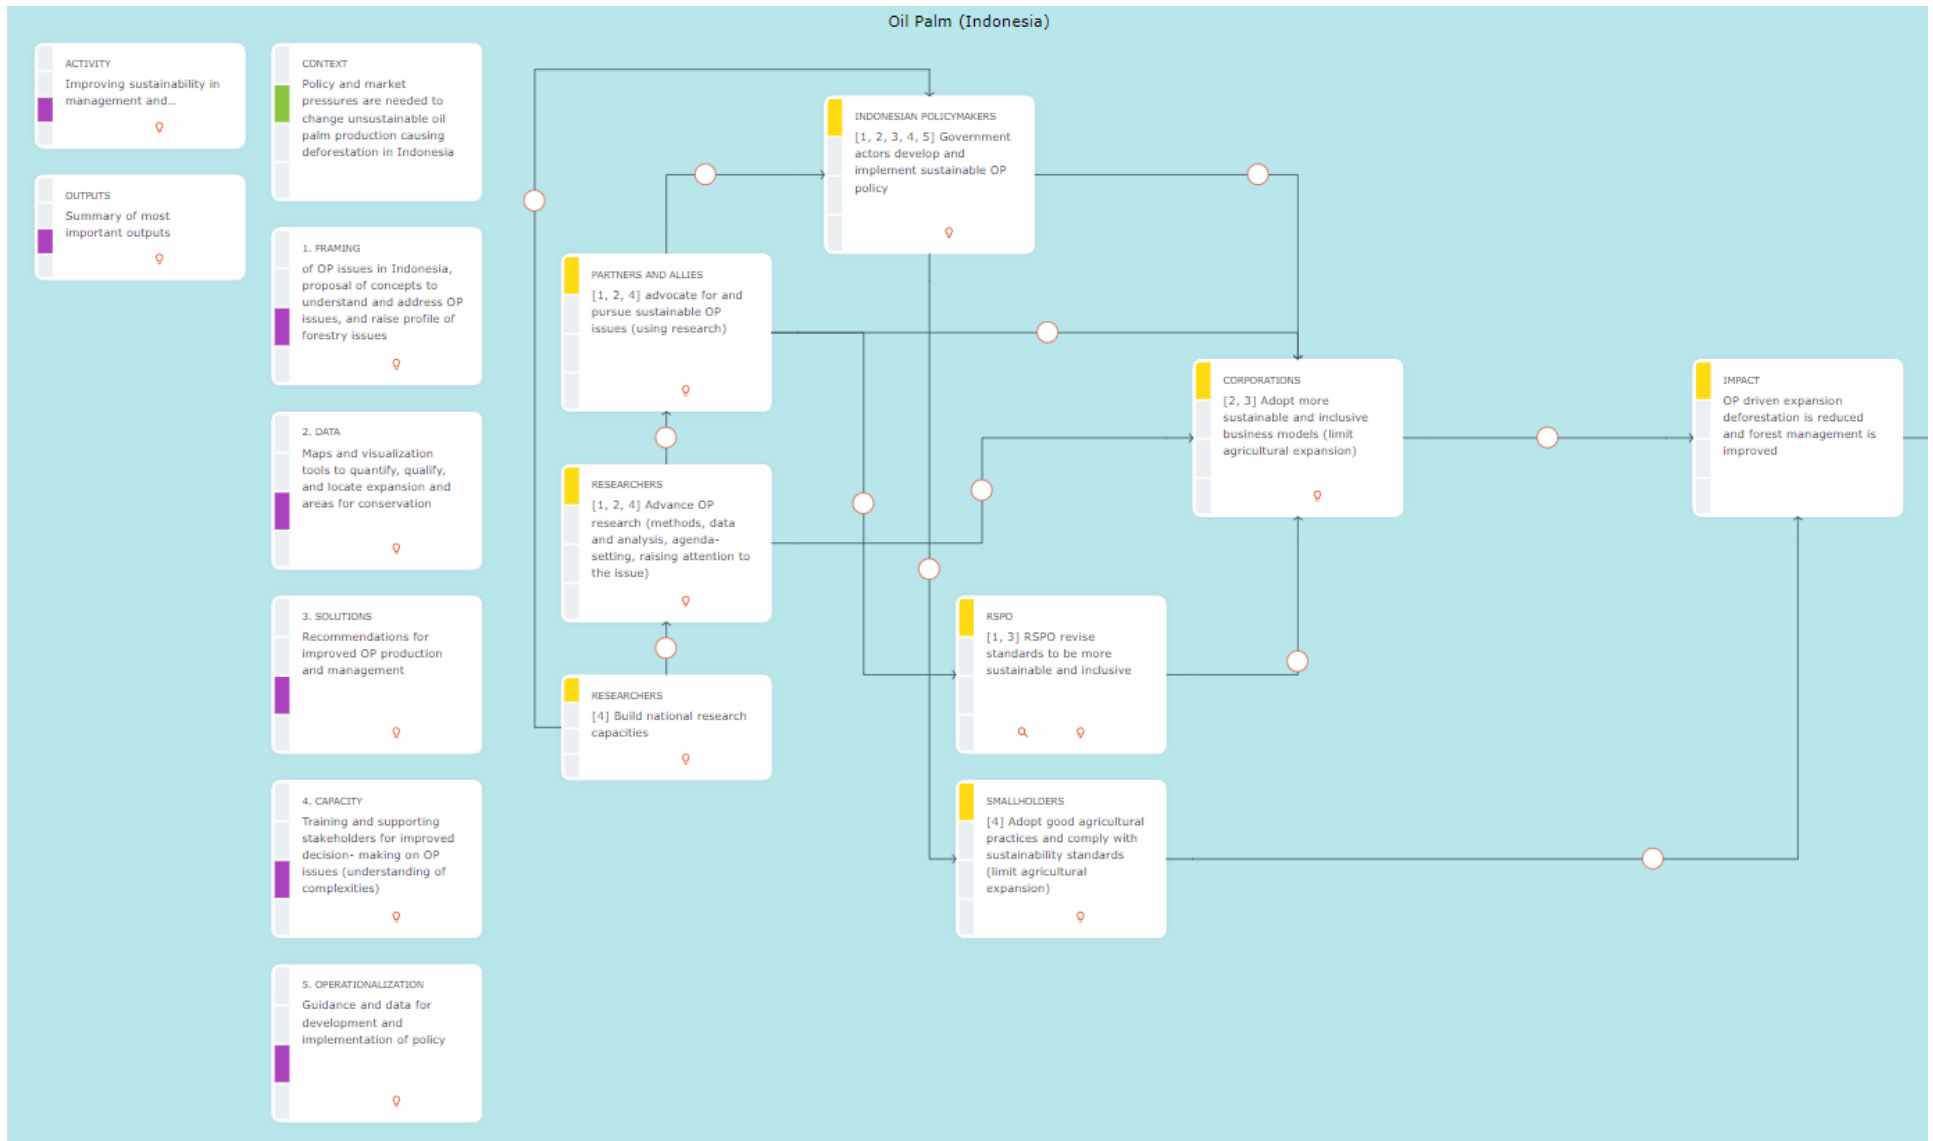 Oil Palm (Indonesia)
ACTIVITY
Improving sustainability in
management and...
OUTPUTS
Summary of most
important outputs
CONTEXT
Policy and market
pressures are needed to
change unsustainable oil
palm production causing
deforestation in Indonesia
1. FRAMING
of OP issues in Indonesia,
proposal of concepts to
understand and address OP
issues, and raise profile of
forestry issues
2. DATA
Maps and visualization
tools to quantify, qualify,
and locate expansion and
areas for conservation
3. SOLUTIONS
Recommendations for
improved OP production
and management
4. CAPACITY
Training and supporting
stakeholders for improved
decision- making on OP
issues (understanding of
complexities)
5. OPERATIONALIZATION
Guidance and data for
development and
implementation of policy
INDONESIAN POLICYMAKERS
[1, 2, 3, 4, 5] Government
actors develop and
implement sustainable OP
policy
PARTNERS AND ALLIES
[1, 2, 4] advocate for and
pursue sustainable OP
issues (using research)
RESEARCHERS
[1, 2, 4] Advance OP
research (methods, data
and analysis, agenda-
setting, raising attention to
the issue)
RESEARCHERS
[4] Build national research
capacities
RSPO
[1, 3] RSPO revise
standards to be more
sustainable and inclusive
SMALLHOLDERS
[4] Adopt good agricultural
practices and comply with
sustainability standards
(limit agricultural
expansion)
CORPORATIONS
[2, 3] Adopt more
sustainable and inclusive
business models (limit
agricultural expansion)
IMPACT
OP driven expansion
deforestation is reduced
and forest management is
improved